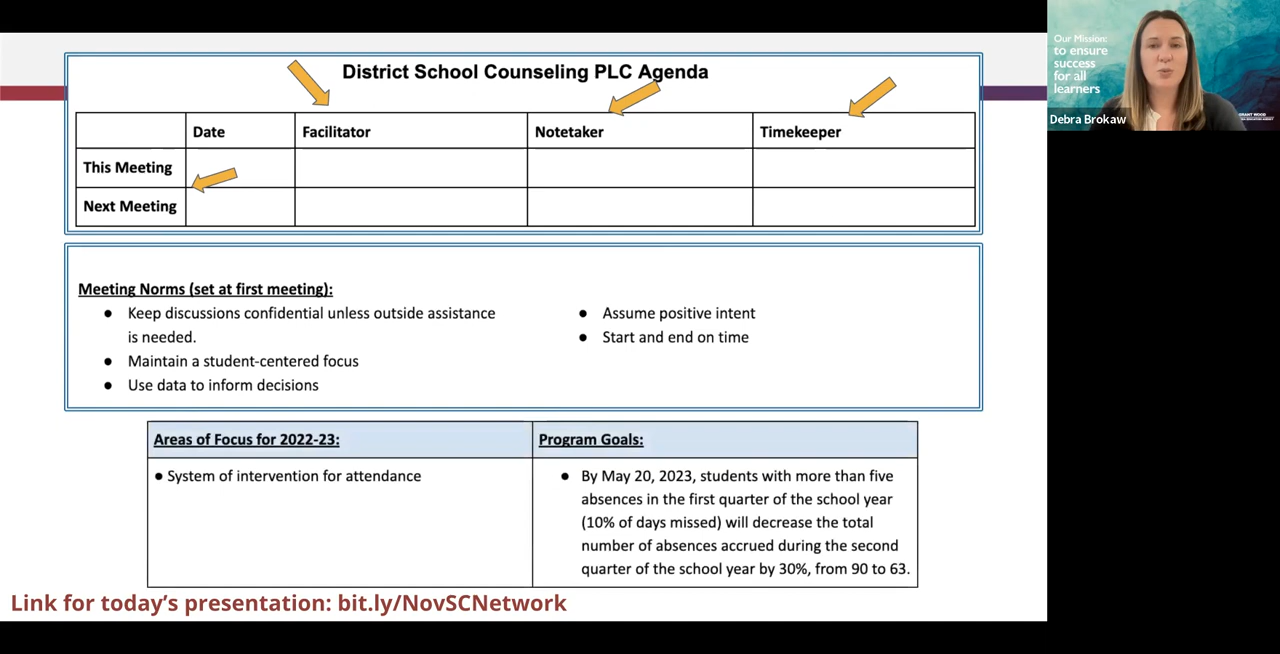 District School Counseling PLC Agenda
Date Facilitator Notetaker Timekeeper
This Meeting
Next Meeting
Meeting Norms (set at first meeting):
● Keep discussions confidential unless outside assistance
is needed.
● Maintain a student-centered focus
● Use data to inform decisions
● Assume positive intent
● Start and end on time
Areas of Focus for 2022-23:
● System of intervention for attendance
Program Goals:
● By May 20, 2023, students with more than five
absences in the first quarter of the school year
(10% of days missed) will decrease the total
number of absences accrued during the second
quarter of the school year by 30%, from 90 to 63.
Link for today's presentation: bit.ly/NovSCNetwork
Our Mission:
to ensure
success
for all
learners
Debra Brokaw